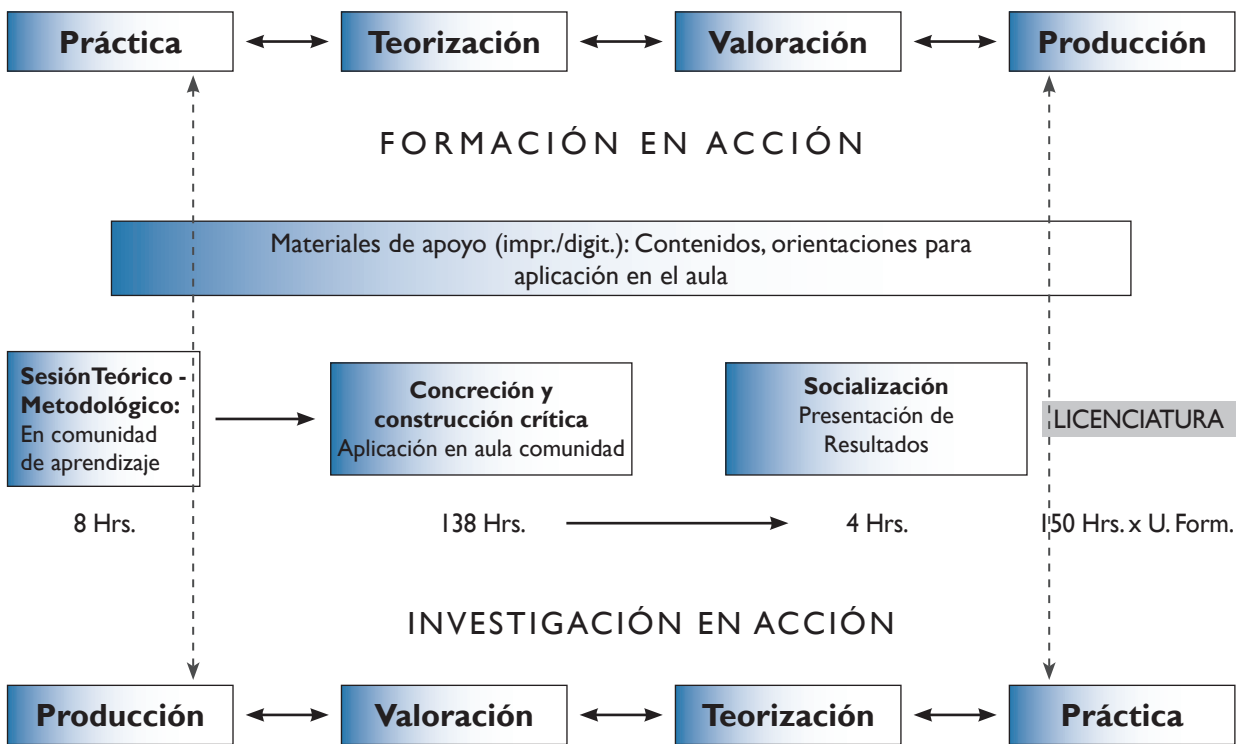 Práctica
Teorización
Valoración
Producción
FORMACIÓN EN ACCIÓN
Materiales de apoyo (impr./digit.): Contenidos, orientaciones para
aplicación en el aula
Sesión Teórico -
Metodológico:
En comunidad
de aprendizaje
Concreción y
construcción crítica
Aplicación en aula comunidad
Socialización
Presentación de
Resultados
LICENCIATURA
8 Hrs.
138 Hrs.
4 Hrs.
150 Hrs. x U. Form.
INVESTIGACIÓN EN ACCIÓN
Producción
Valoración
Teorización
Práctica